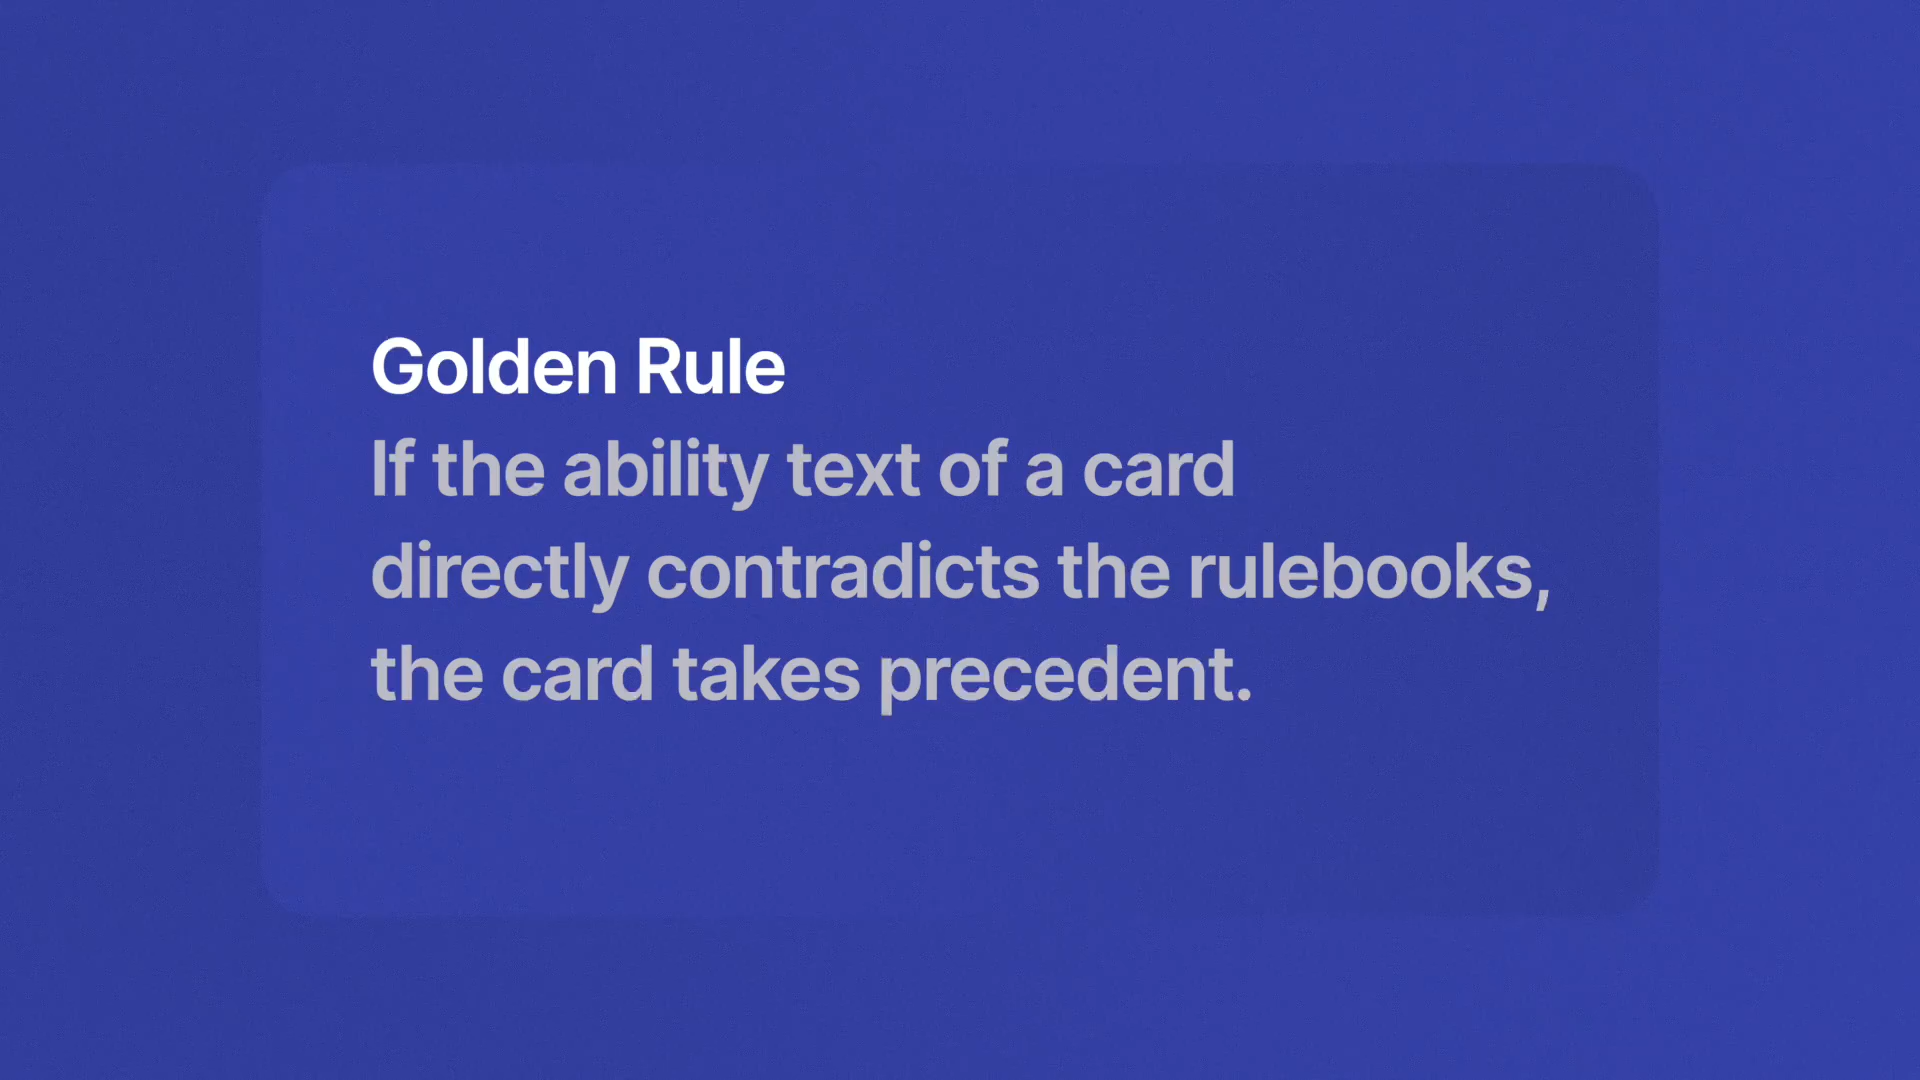 Golden Rule
If the ability text of a card
directly contradicts the rulebooks,
the card takes precedent.